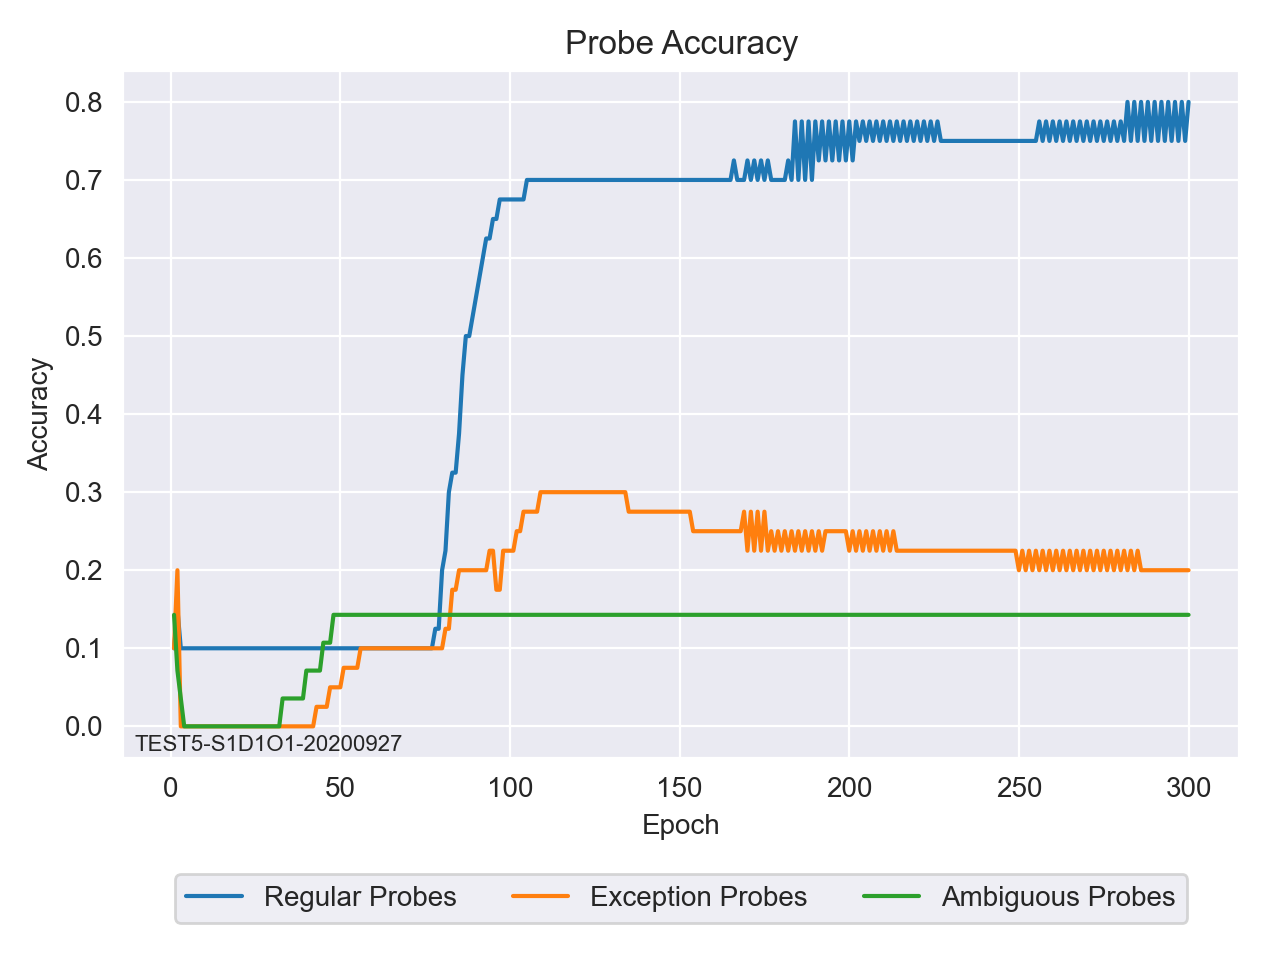 Probe Accuracy
Accuracy
0.8
0.7
0.6
0.5
0.4
0.3
0.2
0.1
0.0
TEST5-S1D1O1-20200927
0 50 100 150 200 250 300
Epoch
Regular Probes Exception Probes Ambiguous Probes